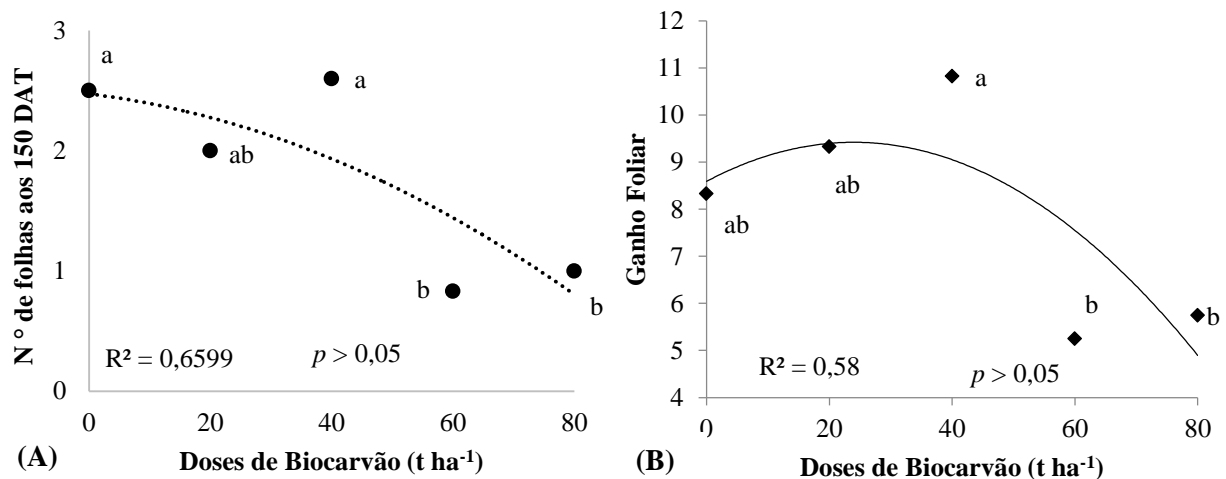 3
2
1
0
N ° de folhas aos 150 DAT
a
ab
a
b
b
R² = 0,6599
p > 0,05
0 20 40 60 80
Doses de Biocarvão (t ha⁻¹)
(A)
12
11
10
9
8
7
6
5
4
Ganho Foliar
ab
ab
a
b
b
R² = 0,58
p > 0,05
0 20 40 60 80
Doses de Biocarvão (t ha⁻¹)
(B)